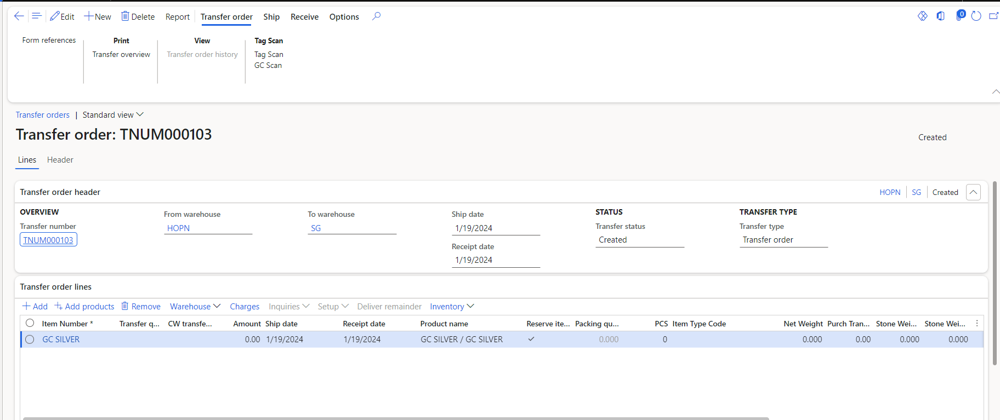 Edit New Delete Report Transfer order Ship Receive Options 0
Form references Print View Tag Scan
Transfer overview Transfer order history Tag Scan
GC Scan
Transfer orders | Standard view
Transfer order: TNUM000103
Created
Lines Header
Transfer order header HOPN SG Created
OVERVIEW From warehouse To warehouse Ship date STATUS TRANSFER TYPE
Transfer number HOPN SG 1/19/2024 Transfer status Transfer type
TNUM000103 Created Transfer order
Receipt date
1/19/2024
Transfer order lines
Add Add products Remove Warehouse Charges Inquiries Setup Deliver remainder Inventory
Item Number * Transfer q... CW transfe... Amount Ship date Receipt date Product name Reserve ite... Packing qu... PCS Item Type Code Net Weight Purch Tran... Stone Wei... Stone Wei...
GC SILVER 0.00 1/19/2024 1/19/2024 GC SILVER / GC SILVER 0.000 0 0.000 0.00 0.000 0.000